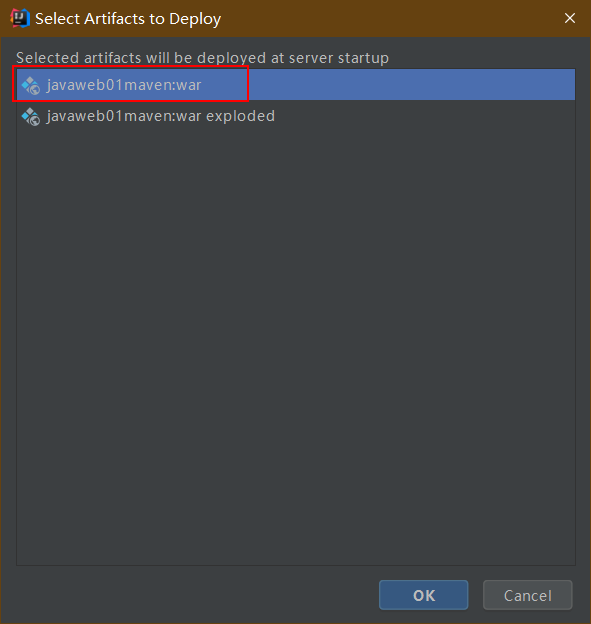 Select Artifacts to Deploy
Selected artifacts will be deployed at server startup
javaweb01maven:war
javaweb01maven:war exploded
OK
Cancel